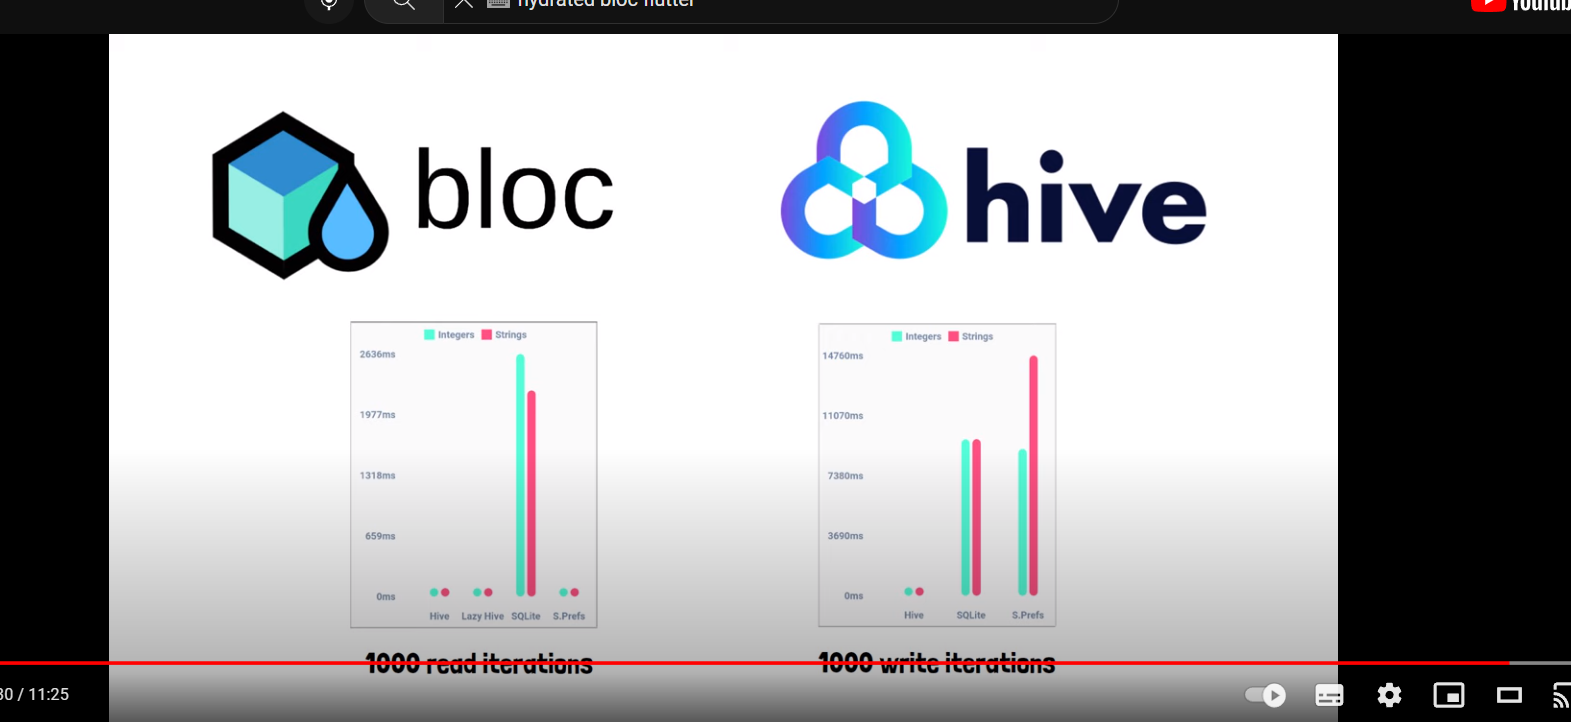 hydrated bloc flutter
YouTub
bloc
hive
Integers Strings
2636ms
1977ms
1318ms
659ms
0ms
Hive Lazy Hive SQLite S.Prefs
1000 read iterations
Integers Strings
14760ms
11070ms
7380ms
3690ms
0ms
Hive SQLite S.Prefs
1000 write iterations
30 / 11:25